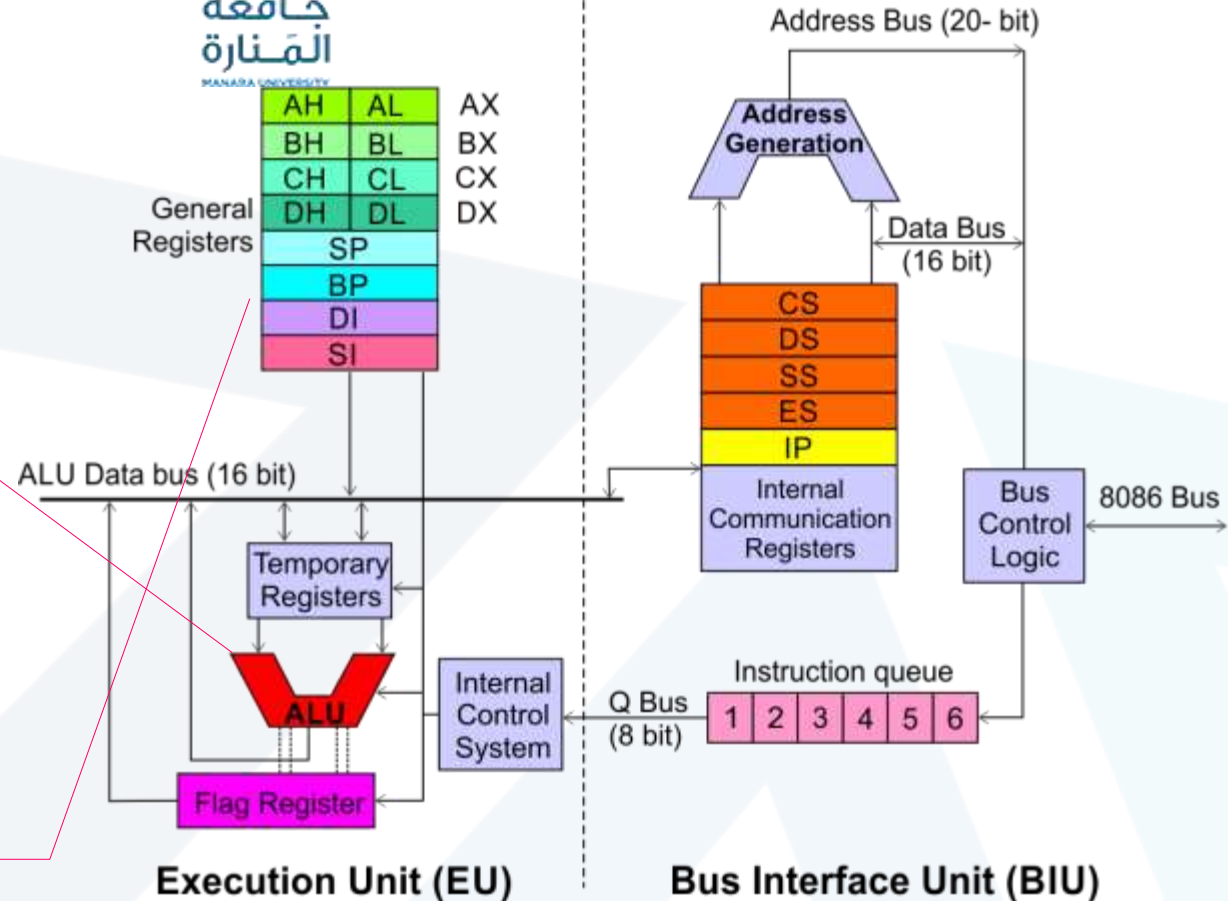 جامعة
المَنارة
MANARA UNIVERSITY
Address Bus (20- bit)
AH AL AX
BH BL BX
CH CL CX
DH DL DX
General
Registers
SP
BP
DI
SI
Address
Generation
Data Bus
(16 bit)
CS
DS
SS
ES
IP
Internal
Communication
Registers
Bus
Control
Logic
8086 Bus
ALU Data bus (16 bit)
Temporary
Registers
ALU
Internal
Control
System
Flag Register
Q Bus
(8 bit)
Instruction queue
1 2 3 4 5 6
Execution Unit (EU)
Bus Interface Unit (BIU)